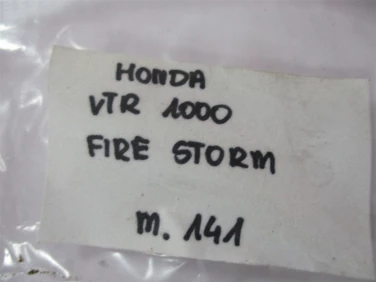 HONDA
VTR 1000
FIRE STORM
m. 141